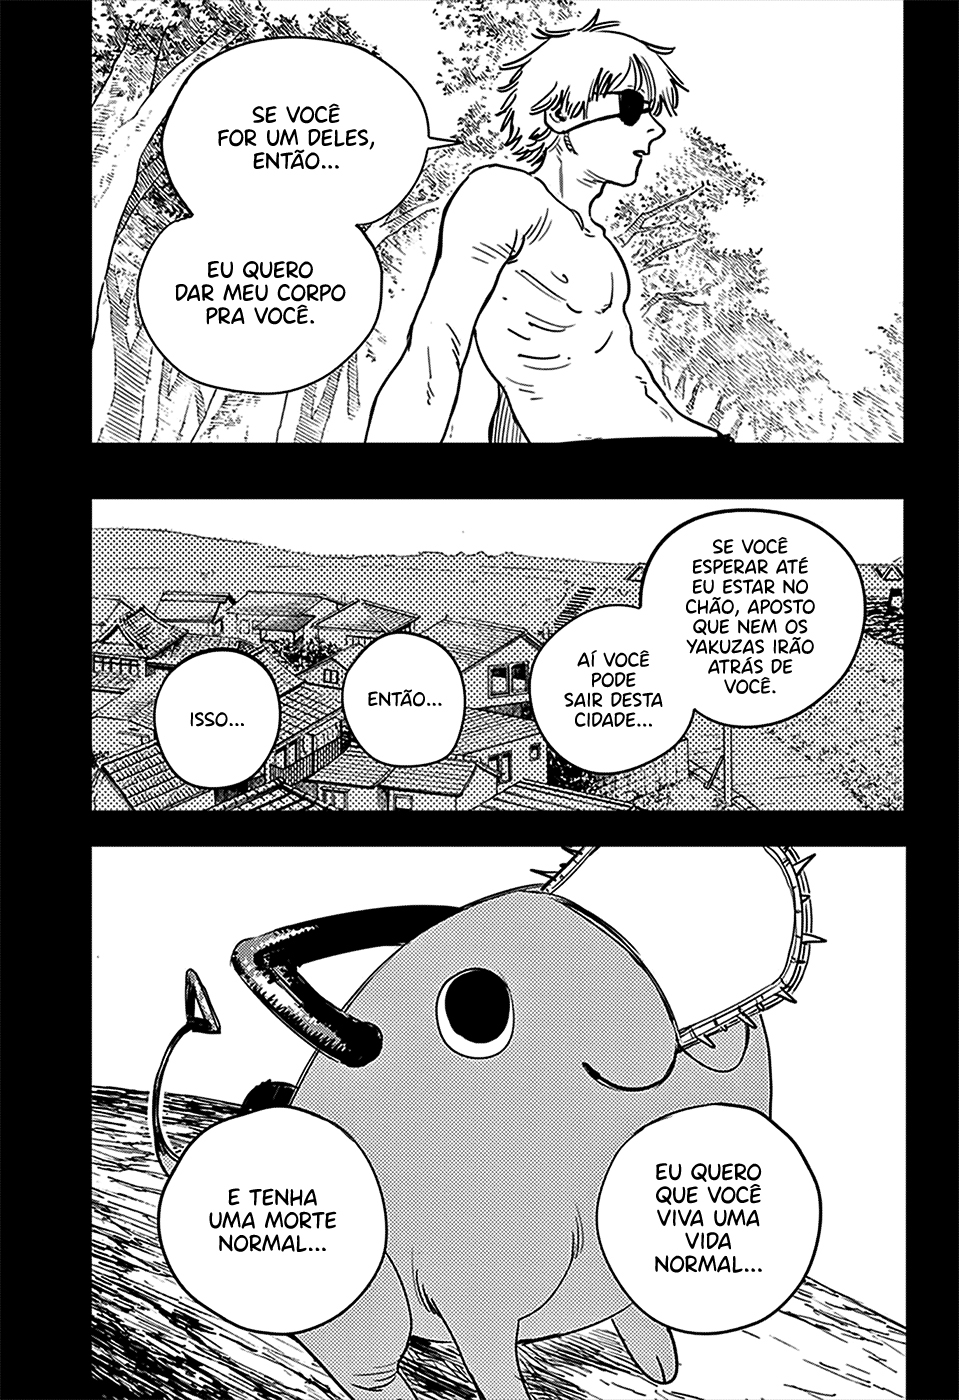 SE VOCÊ
FOR UM DELES,
ENTÃO...
EU QUERO
DAR MEU CORPO
PRA VOCÊ.
SE VOCÊ
ESPERAR ATÉ
EU ESTAR NO
CHÃO, APOSTO
QUE NEM OS
YAKUZAS IRÃO
ATRÁS DE
VOCÊ.
AÍ VOCÊ
PODE
SAIR DESTA
CIDADE...
ENTÃO...
ISSO...
EU QUERO
QUE VOCÊ
VIVA UMA
VIDA
NORMAL...
E TENHA
UMA MORTE
NORMAL...